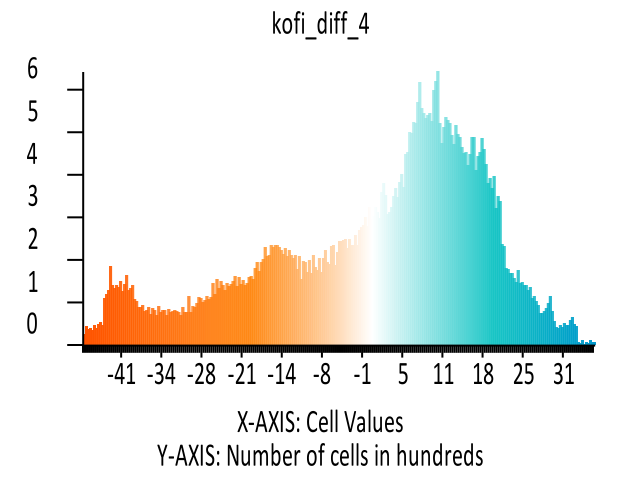 kofi_diff_4
6
5
4
3
2
1
0
-41 -34 -28 -21 -14 -8 -1 5 11 18 25 31
X-AXIS: Cell Values
Y-AXIS: Number of cells in hundreds